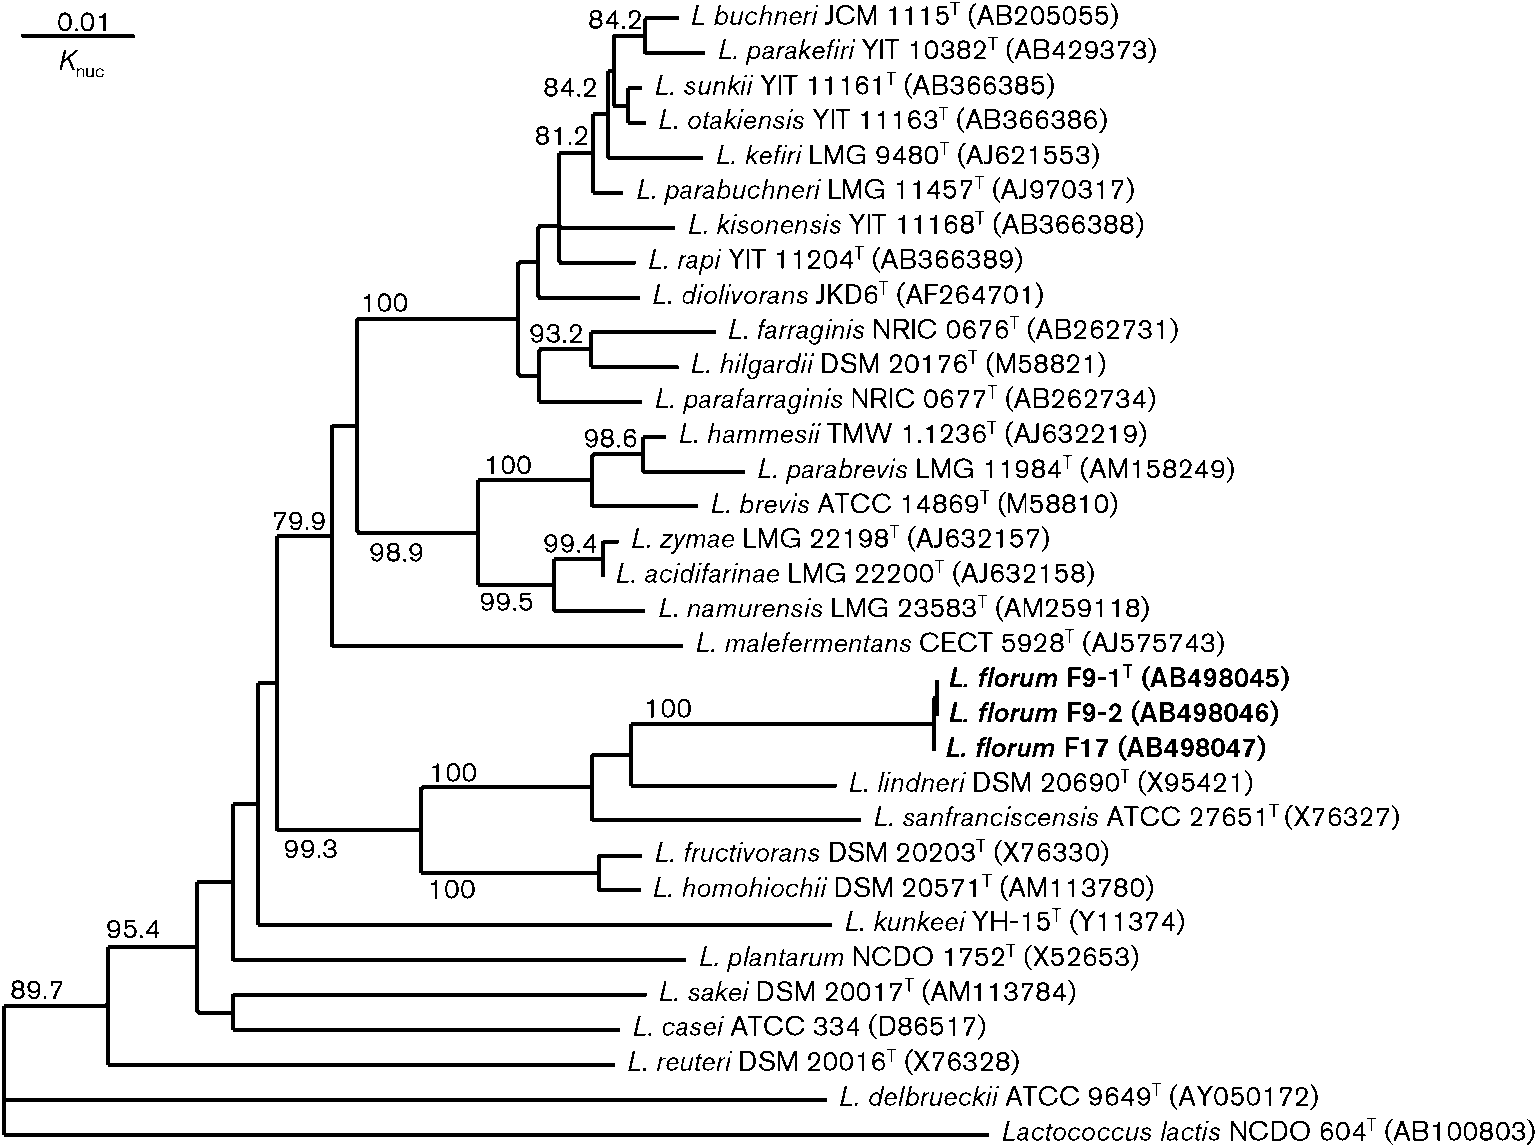 0.01
Knuc
84.2
L buchneri JCM 1115T (AB205055)
L. parakefiri YIT 10382T (AB429373)
84.2
L. sunkii YIT 11161T (AB366385)
L. otakiensis YIT 11163T (AB366386)
81.2
L. kefiri LMG 9480T (AJ621553)
L. parabuchneri LMG 11457T (AJ970317)
L. kisonensis YIT 11168T (AB366388)
L. rapi YIT 11204T (AB366389)
L. diolivorans JKD6T (AF264701)
100
93.2
L. farraginis NRIC 0676T (AB262731)
L. hilgardii DSM 20176T (M58821)
L. parafarraginis NRIC 0677T (AB262734)
98.6
L. hammesii TMW 1.1236T (AJ632219)
100
L. parabrevis LMG 11984T (AM158249)
L. brevis ATCC 14869T (M58810)
79.9
98.9
99.4
L. zymae LMG 22198T (AJ632157)
L. acidifarinae LMG 22200T (AJ632158)
99.5
L. namurensis LMG 23583T (AM259118)
L. malefermentans CECT 5928T (AJ575743)
L. florum F9-1T (AB498045)
100
L. florum F9-2 (AB498046)
L. florum F17 (AB498047)
100
L. lindneri DSM 20690T (X95421)
L. sanfranciscensis ATCC 27651T (X76327)
99.3
L. fructivorans DSM 20203T (X76330)
100
L. homohiochii DSM 20571T (AM113780)
L. kunkeei YH-15T (Y11374)
95.4
L. plantarum NCDO 1752T (X52653)
89.7
L. sakei DSM 20017T (AM113784)
L. casei ATCC 334 (D86517)
L. reuteri DSM 20016T (X76328)
L. delbrueckii ATCC 9649T (AY050172)
Lactococcus lactis NCDO 604T (AB100803)